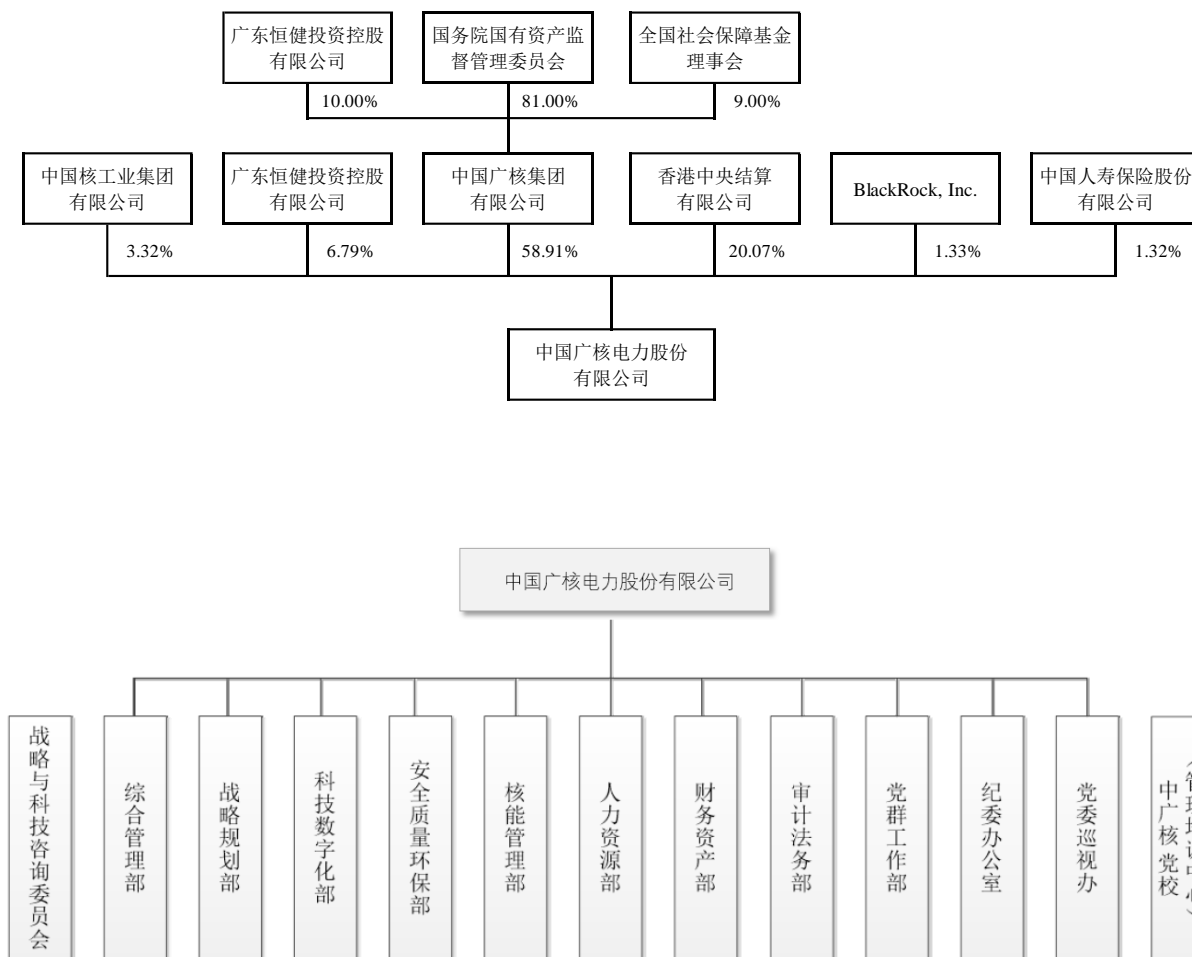 广东恒健投资控股
有限公司
国务院国有资产监
督管理委员会
全国社会保障基金
理事会
10.00%
81.00%
9.00%
中国核工业集团
有限公司
广东恒健投资控股
有限公司
中国广核集团
有限公司
香港中央结算
有限公司
BlackRock, Inc.
中国人寿保险股份
有限公司
3.32%
6.79%
58.91%
20.07%
1.33%
1.32%
中国广核电力股份
有限公司
中国广核电力股份有限公司
战略与科技咨询委员会
综合管理部
战略规划部
科技数字化部
安全质量环保部
核能管理部
人力资源部
财务资产部
审计法务部
党群工作部
纪委办公室
党委巡视办
中广核党校